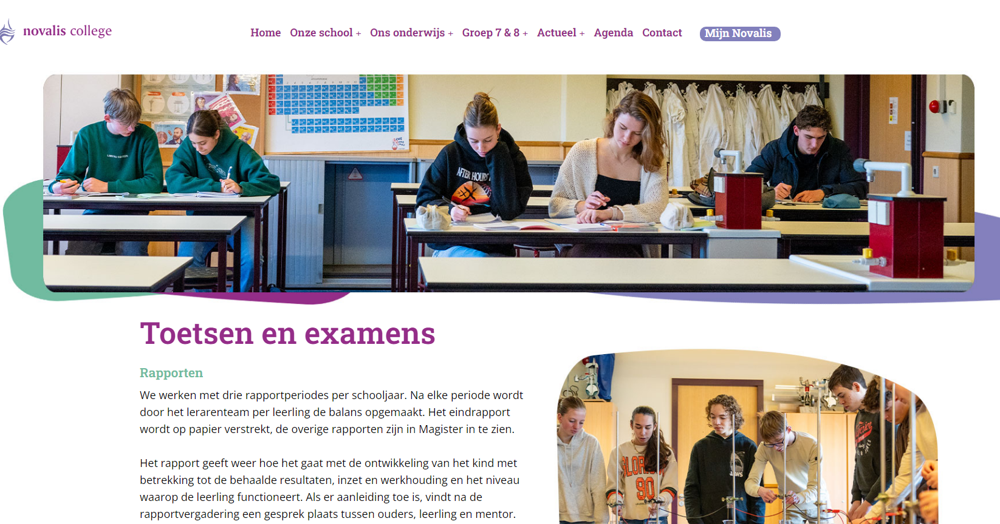 novalis college
Home Onze school + Ons onderwijs + Groep 7 & 8 + Actueel + Agenda Contact Mijn Novalis
LIMITED EDITION
AFTER HOURS
Toetsen en examens
Rapporten
We werken met drie rapportperiodes per schooljaar. Na elke periode wordt
door het lerarenteam per leerling de balans opgemaakt. Het eindrapport
wordt op papier verstrekt, de overige rapporten zijn in Magister in te zien.
Het rapport geeft weer hoe het gaat met de ontwikkeling van het kind met
betrekking tot de behaalde resultaten, inzet en werkhouding en het niveau
waarop de leerling functioneert. Als er aanleiding toe is, vindt na de
rapportvergadering een gesprek plaats tussen ouders, leerling en mentor.
90